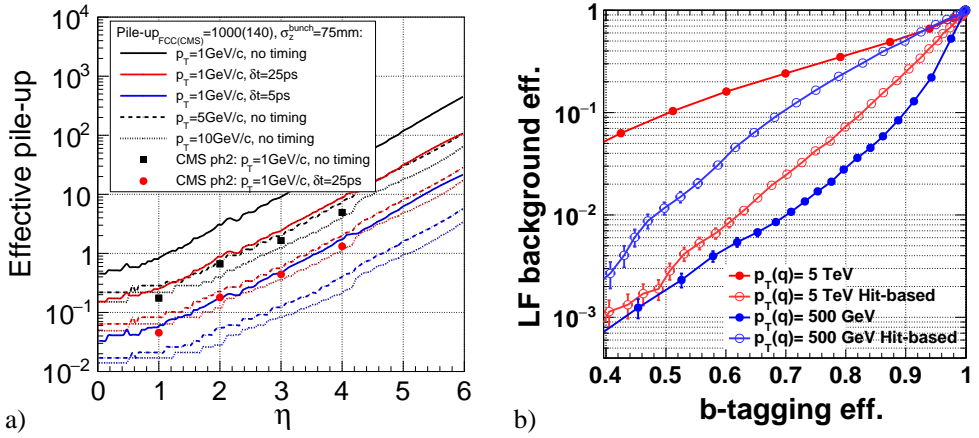 Pile-up_FCC(CMS)=1000(140), σ_z^bunch=75mm:
p_T=1GeV/c, no timing
p_T=1GeV/c, δt=25ps
p_T=1GeV/c, δt=5ps
p_T=5GeV/c, no timing
p_T=10GeV/c, no timing
CMS ph2: p_T=1GeV/c, no timing
CMS ph2: p_T=1GeV/c, δt=25ps
Effective pile-up
10^4
10^3
10^2
10
1
10^-1
10^-2
0 1 2 3 4 5 6
η
a)
LF background eff.
1
10^-1
10^-2
10^-3
p_T(q)= 5 TeV
p_T(q)= 5 TeV Hit-based
p_T(q)= 500 GeV
p_T(q)= 500 GeV Hit-based
0.4 0.5 0.6 0.7 0.8 0.9 1
b-tagging eff.
b)